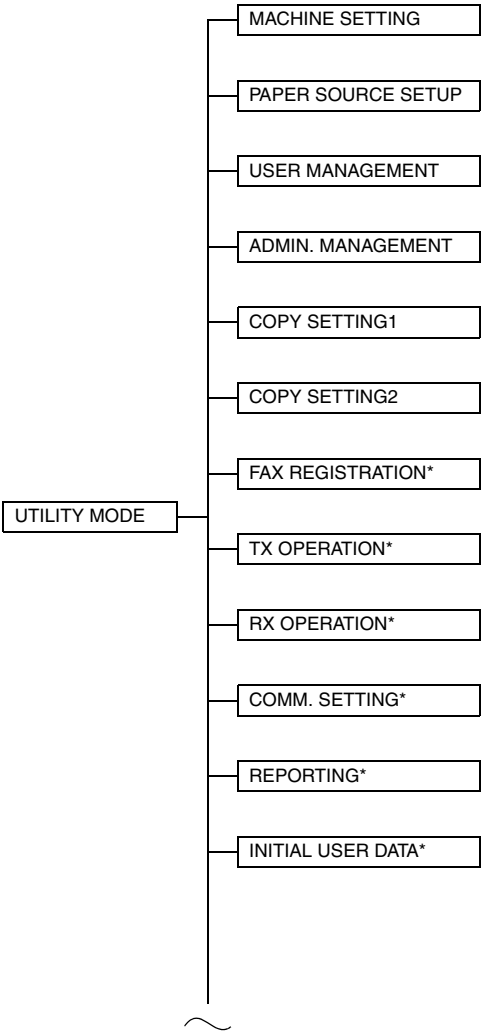 MACHINE SETTING
PAPER SOURCE SETUP
USER MANAGEMENT
ADMIN. MANAGEMENT
COPY SETTING1
COPY SETTING2
FAX REGISTRATION*
UTILITY MODE
TX OPERATION*
RX OPERATION*
COMM. SETTING*
REPORTING*
INITIAL USER DATA*